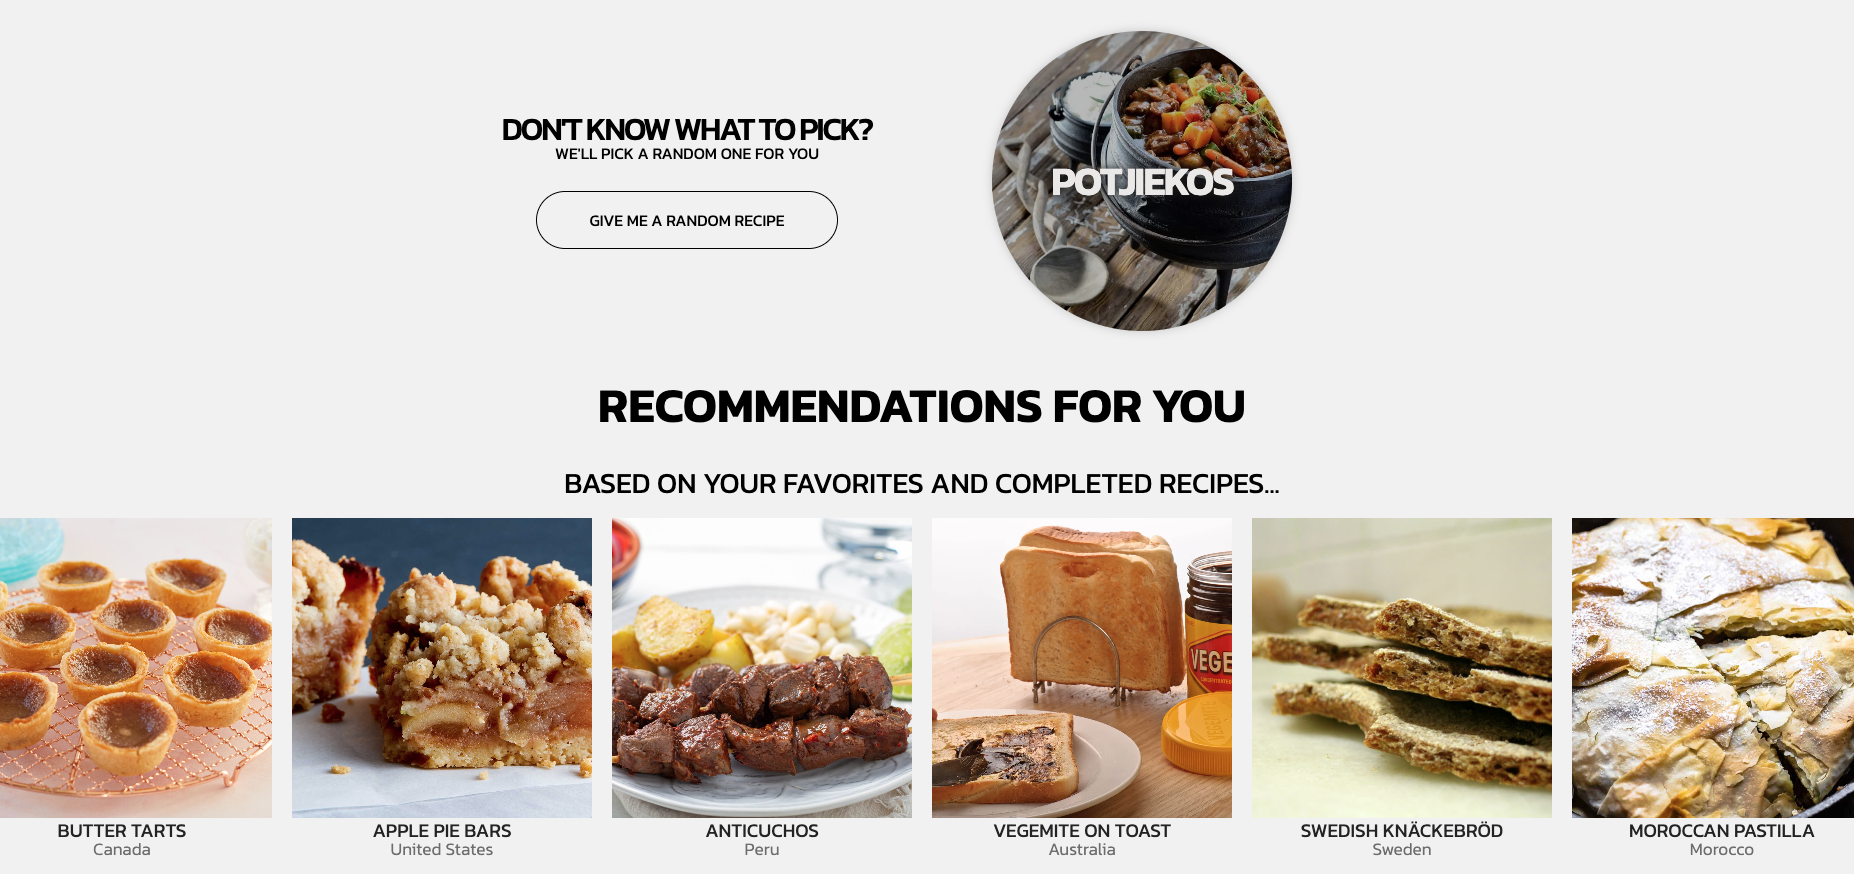 DON'T KNOW WHAT TO PICK?
WE'LL PICK A RANDOM ONE FOR YOU
GIVE ME A RANDOM RECIPE
POTJIEKOS
RECOMMENDATIONS FOR YOU
BASED ON YOUR FAVORITES AND COMPLETED RECIPES...
VEGE
BUTTER TARTS
Canada
APPLE PIE BARS
United States
ANTICUCHOS
Peru
VEGEMITE ON TOAST
Australia
SWEDISH KNÄCKEBRÖD
Sweden
MOROCCAN PASTILLA
Morocco